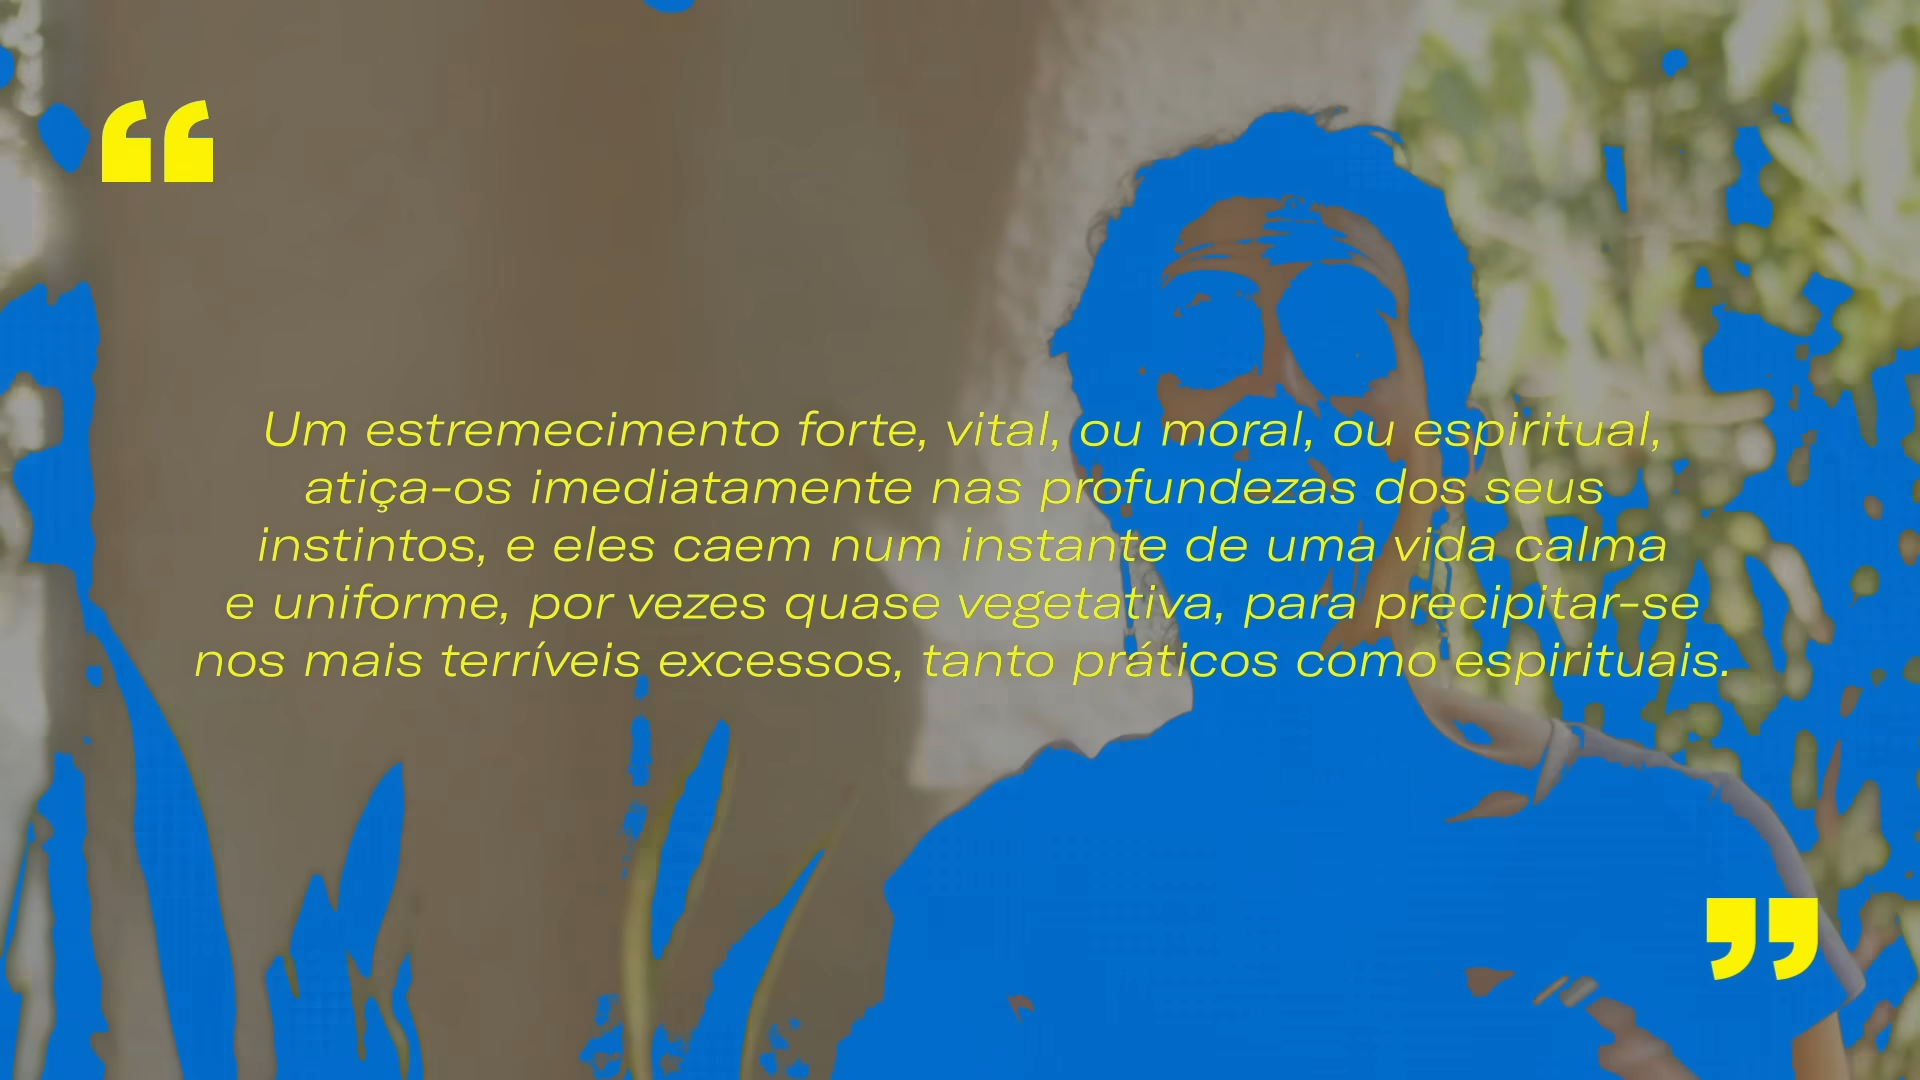 “
Um estremecimento forte, vital, ou moral, ou espiritual,
atiça-os imediatamente nas profundezas dos seus
instintos, e eles caem num instante de uma vida calma
e uniforme, por vezes quase vegetativa, para precipitar-se
nos mais terríveis excessos, tanto práticos como espirituais.
”